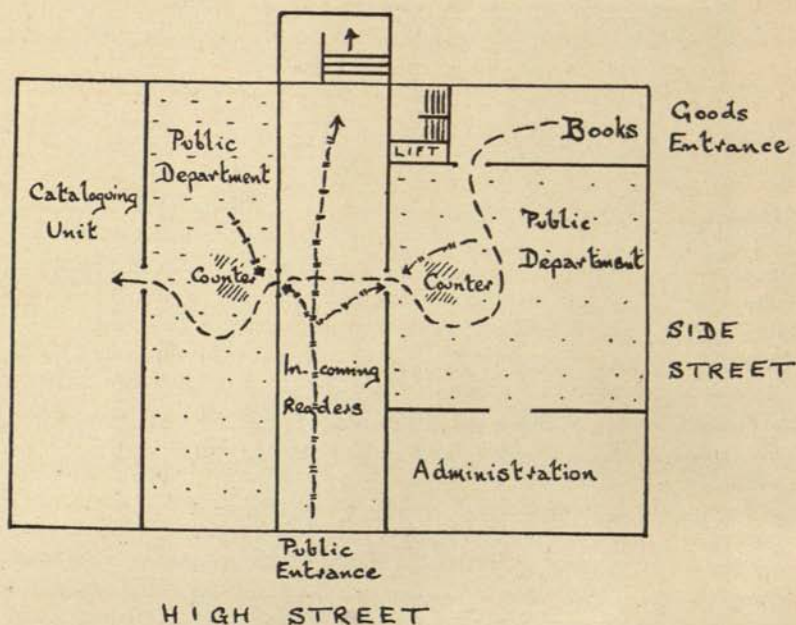 Public
Department
LIFT
Books
Goods
Entrance
Cataloguing
Unit
Public
Department
Counter
Counter
SIDE
STREET
In-coming
Readers
Administration
Public
Entrance
HIGH STREET